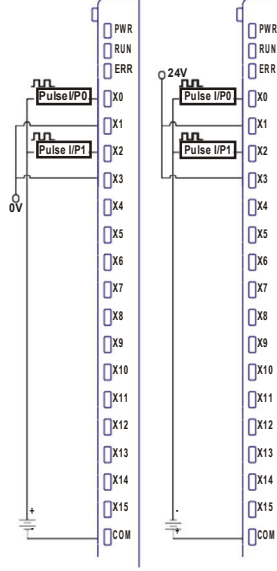 PWR
RUN
ERR
Pulse I/P0 X0
X1
Pulse I/P1 X2
X3
0V
X4
X5
X6
X7
X8
X9
X10
X11
X12
X13
X14
+ X15
-
COM
PWR
RUN
ERR
24V
Pulse I/P0 X0
X1
Pulse I/P1 X2
X3
X4
X5
X6
X7
X8
X9
X10
X11
X12
X13
X14
- X15
+
COM